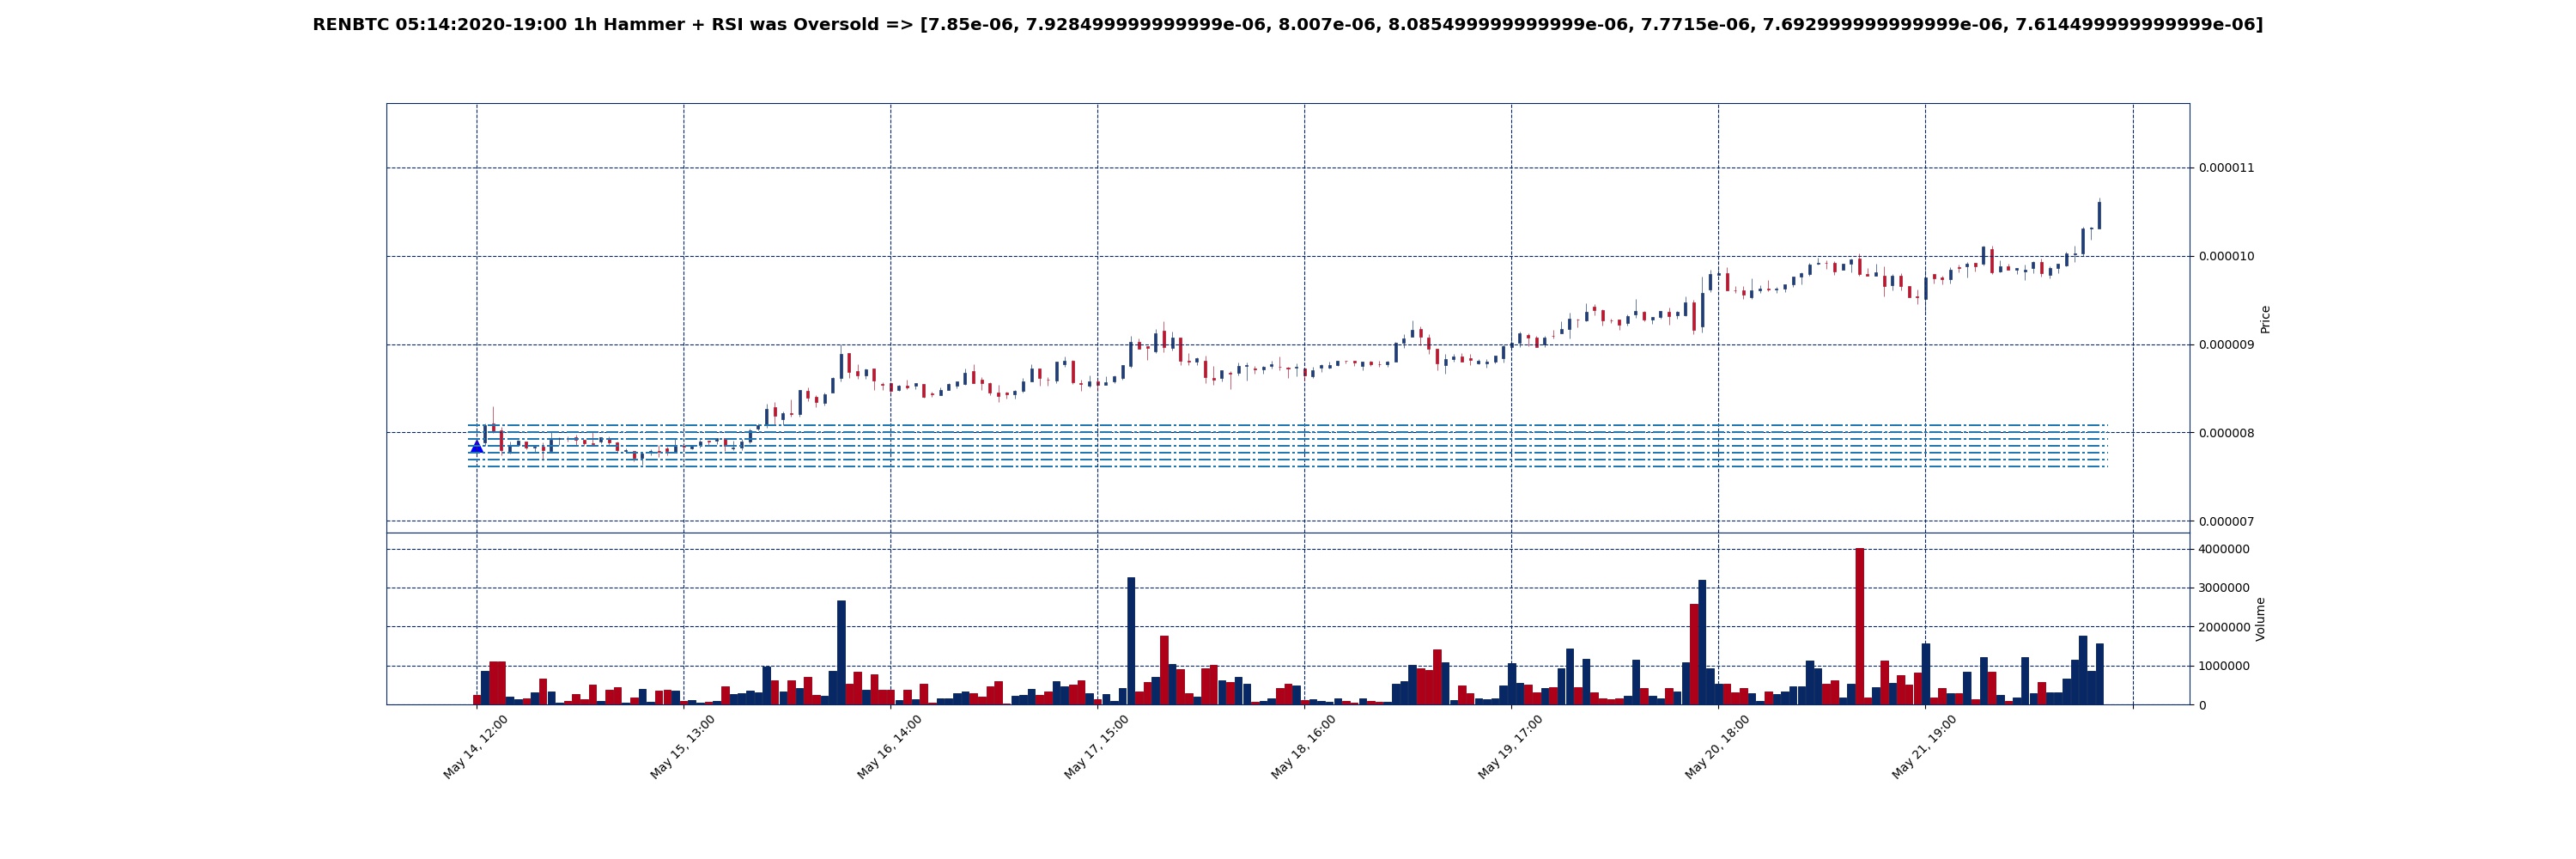 RENBTC 05:14:2020-19:00 1h Hammer + RSI was Oversold => [7.85e-06, 7.928499999999999e-06, 8.007e-06, 8.085499999999999e-06, 7.7715e-06, 7.692999999999999e-06, 7.614499999999999e-06]
0.000011
0.000010
0.000009
0.000008
0.000007
Price
4000000
3000000
2000000
1000000
0
Volume
May 14, 12:00
May 15, 13:00
May 16, 14:00
May 17, 15:00
May 18, 16:00
May 19, 17:00
May 20, 18:00
May 21, 19:00